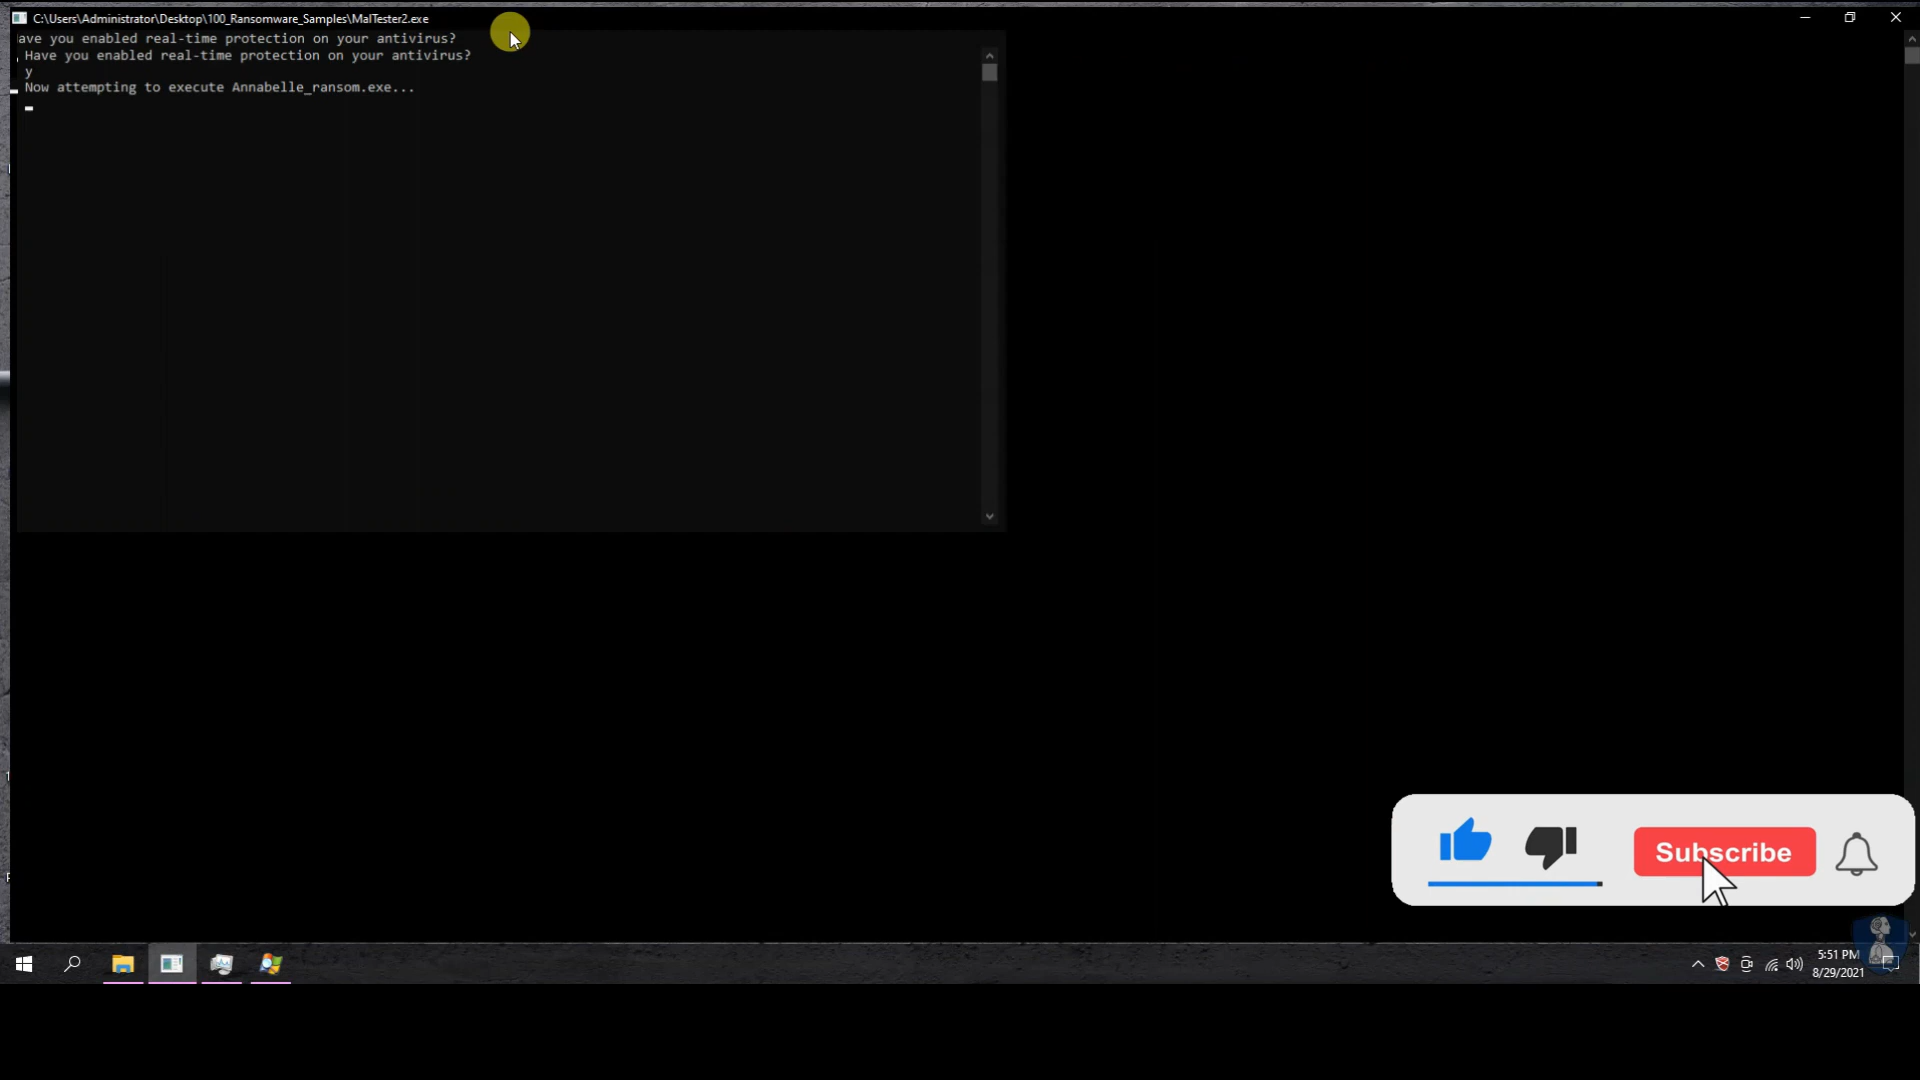 C:\Users\Administrator\Desktop\100_Ransomware_Samples\MalTester2.exe
ave you enabled real-time protection on your antivirus?
Have you enabled real-time protection on your antivirus?
y
Now attempting to execute Annabelle_ransom.exe...
Subscribe
5:51 PM
8/29/2021